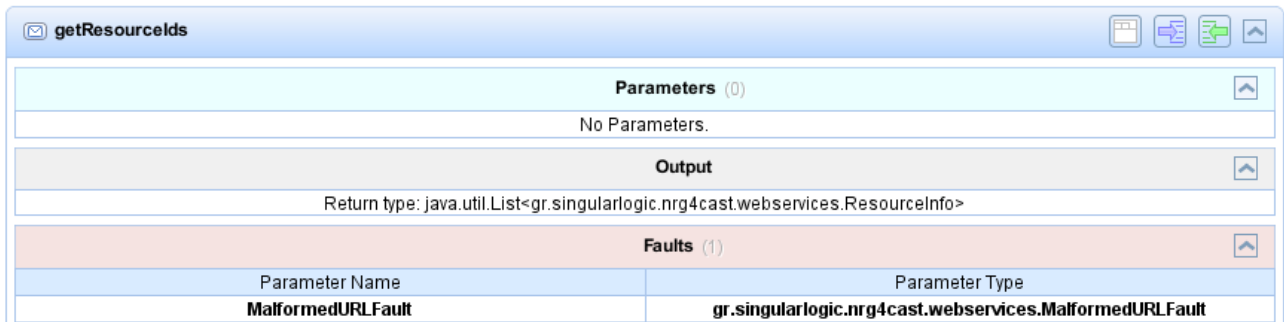 getResourceIds
Parameters (0)
No Parameters.
Output
Return type: java.util.List<gr.singularlogic.nrg4cast.webservices.ResourceInfo>
Faults (1)
Parameter Name Parameter Type
MalformedURLFault gr.singularlogic.nrg4cast.webservices.MalformedURLFault